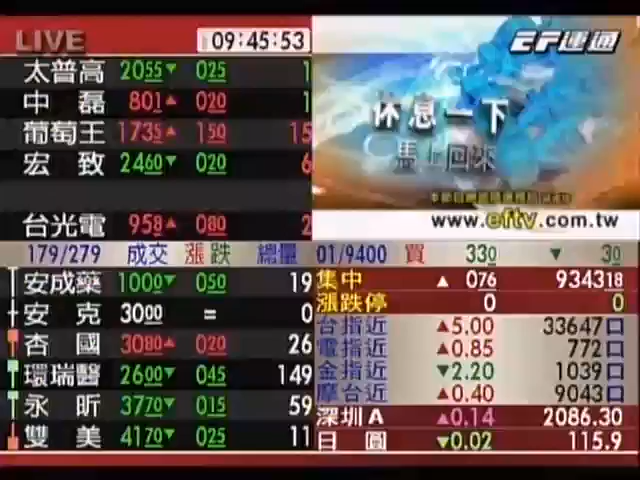 LIVE
09:45:53
EF東通
太普高 2055▼ 025 1
中磊 801▲ 020 1
葡萄王 1735▲ 150 15
宏致 2460▼ 020 6
台光電 958▲ 080 2
休息一下
馬上回來
www.eftv.com.tw
179/279 成交 漲跌 總量
安成藥 1000▼ 050 19
安克 3000 = 0
杏國 3080▲ 020 26
環瑞醫 2600▼ 045 149
永昕 3770▼ 015 59
雙美 4170▼ 025 11
01/9400 買 330 ▼ 30
集中 ▲ 076 934318
漲跌停 0 0
台指近 ▲5.00 33647口
電指近 ▲0.85 772口
金指近 ▼2.20 1039口
摩台近 ▲0.40 9043口
深圳A ▲0.14 2086.30
日圓 ▼0.02 115.9